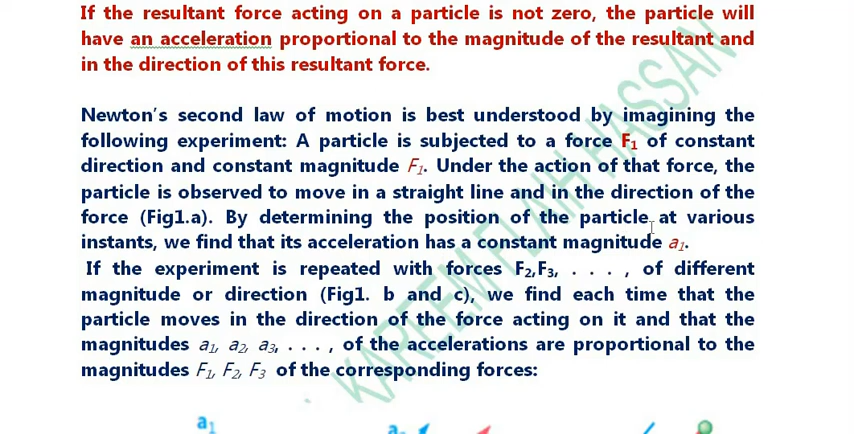 If the resultant force acting on a particle is not zero, the particle will
have an acceleration proportional to the magnitude of the resultant and
in the direction of this resultant force.
Newton's second law of motion is best understood by imagining the
following experiment: A particle is subjected to a force F₁ of constant
direction and constant magnitude F₁. Under the action of that force, the
particle is observed to move in a straight line and in the direction of the
force (Fig1.a). By determining the position of the particle at various
instants, we find that its acceleration has a constant magnitude a₁.
If the experiment is repeated with forces F₂,F₃, . . . , of different
magnitude or direction (Fig1. b and c), we find each time that the
particle moves in the direction of the force acting on it and that the
magnitudes a₁, a₂, a₃, . . . , of the accelerations are proportional to the
magnitudes F₁, F₂, F₃ of the corresponding forces:
a₁
KAREEM FLAIH HASSAN